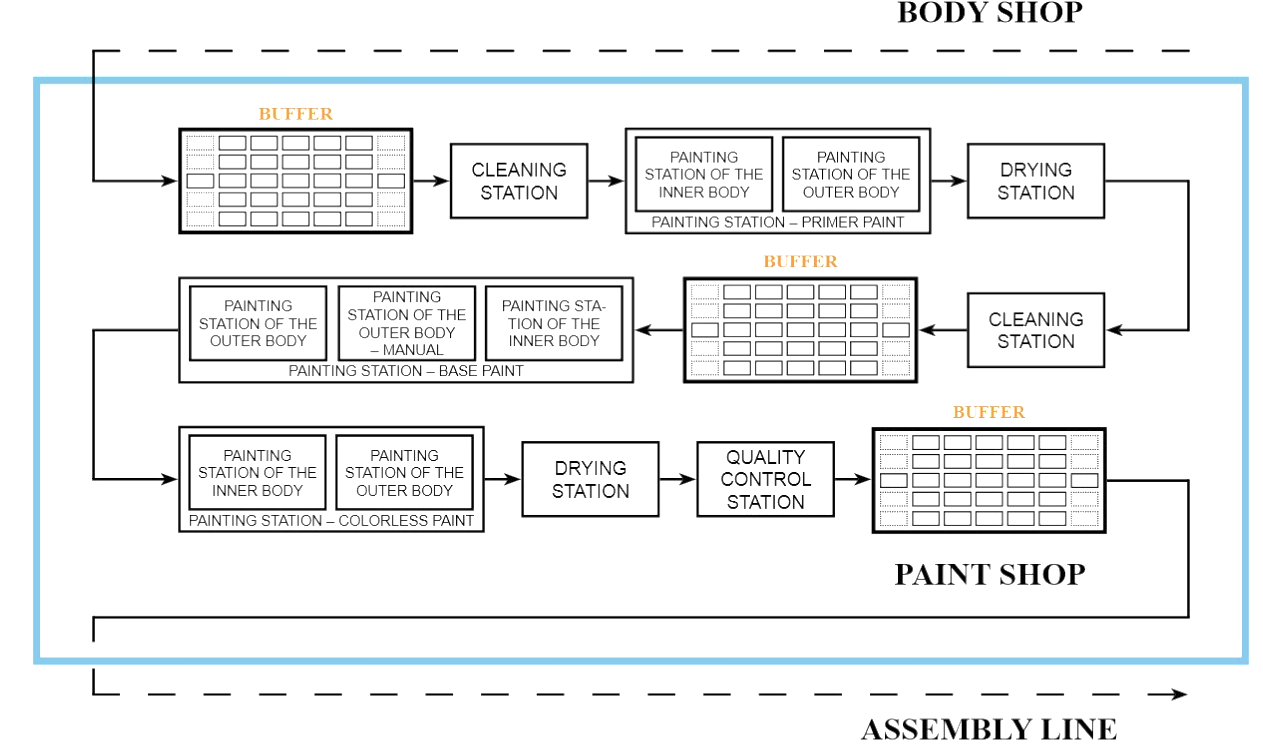 BODY SHOP
BUFFER
CLEANING
STATION
PAINTING
STATION OF THE
INNER BODY
PAINTING
STATION OF THE
OUTER BODY
PAINTING STATION – PRIMER PAINT
DRYING
STATION
PAINTING
STATION OF THE
OUTER BODY
PAINTING
STATION OF THE
OUTER BODY
– MANUAL
PAINTING STA-
TION OF THE
INNER BODY
PAINTING STATION – BASE PAINT
BUFFER
CLEANING
STATION
PAINTING
STATION OF THE
INNER BODY
PAINTING
STATION OF THE
OUTER BODY
PAINTING STATION – COLORLESS PAINT
DRYING
STATION
QUALITY
CONTROL
STATION
BUFFER
PAINT SHOP
ASSEMBLY LINE